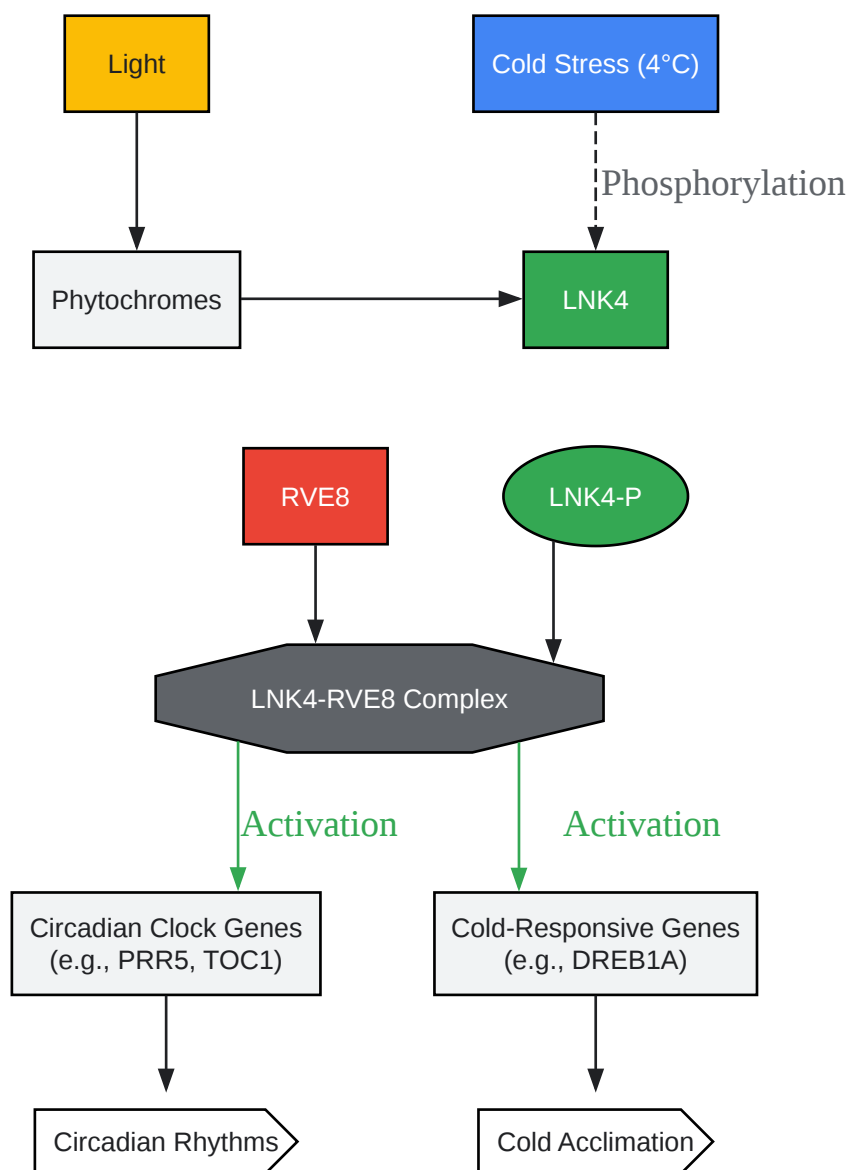 Light
Cold Stress (4°C)
Phosphorylation
Phytochromes
LNK4
RVE8
LNK4-P
LNK4-RVE8 Complex
Activation
Activation
Circadian Clock Genes
(e.g., PRR5, TOC1)
Cold-Responsive Genes
(e.g., DREB1A)
Circadian Rhythms
Cold Acclimation